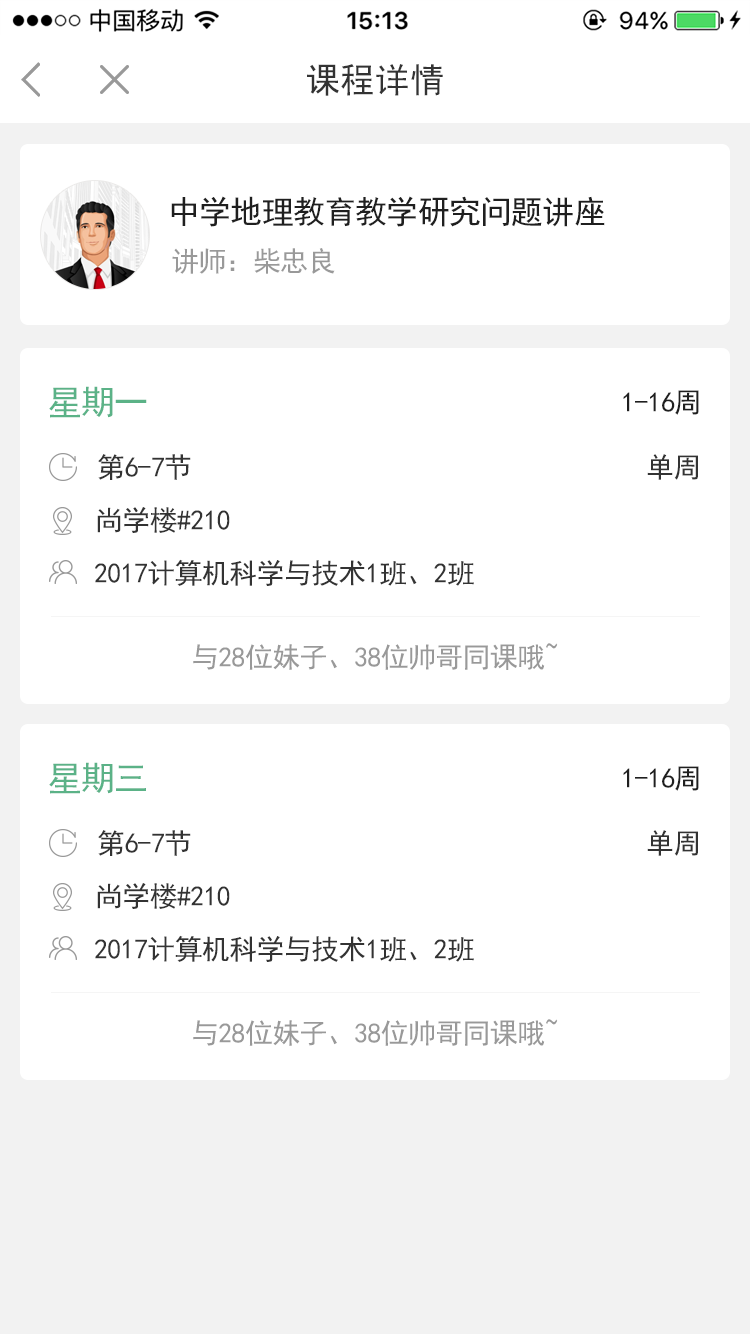 中国移动 15:13 94%
课程详情
中学地理教育教学研究问题讲座
讲师：柴忠良
星期一 1-16周
第6-7节 单周
尚学楼#210
2017计算机科学与技术1班、2班
与28位妹子、38位帅哥同课哦~
星期三 1-16周
第6-7节 单周
尚学楼#210
2017计算机科学与技术1班、2班
与28位妹子、38位帅哥同课哦~